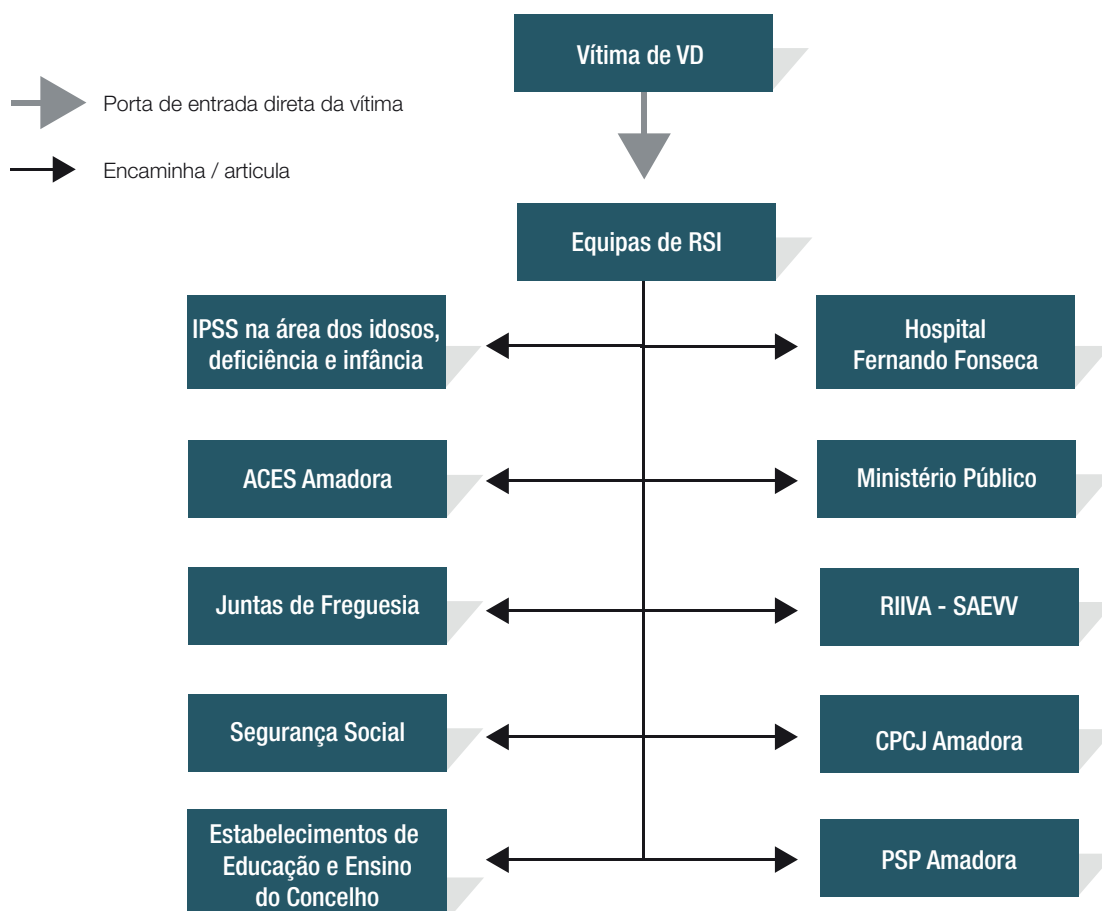 Vítima de VD
Porta de entrada direta da vítima
Encaminha / articula
Equipas de RSI
IPSS na área dos idosos,
deficiência e infância
Hospital
Fernando Fonseca
ACES Amadora
Ministério Público
Juntas de Freguesia
RIIVA - SAEVV
Segurança Social
CPCJ Amadora
Estabelecimentos de
Educação e Ensino
do Concelho
PSP Amadora